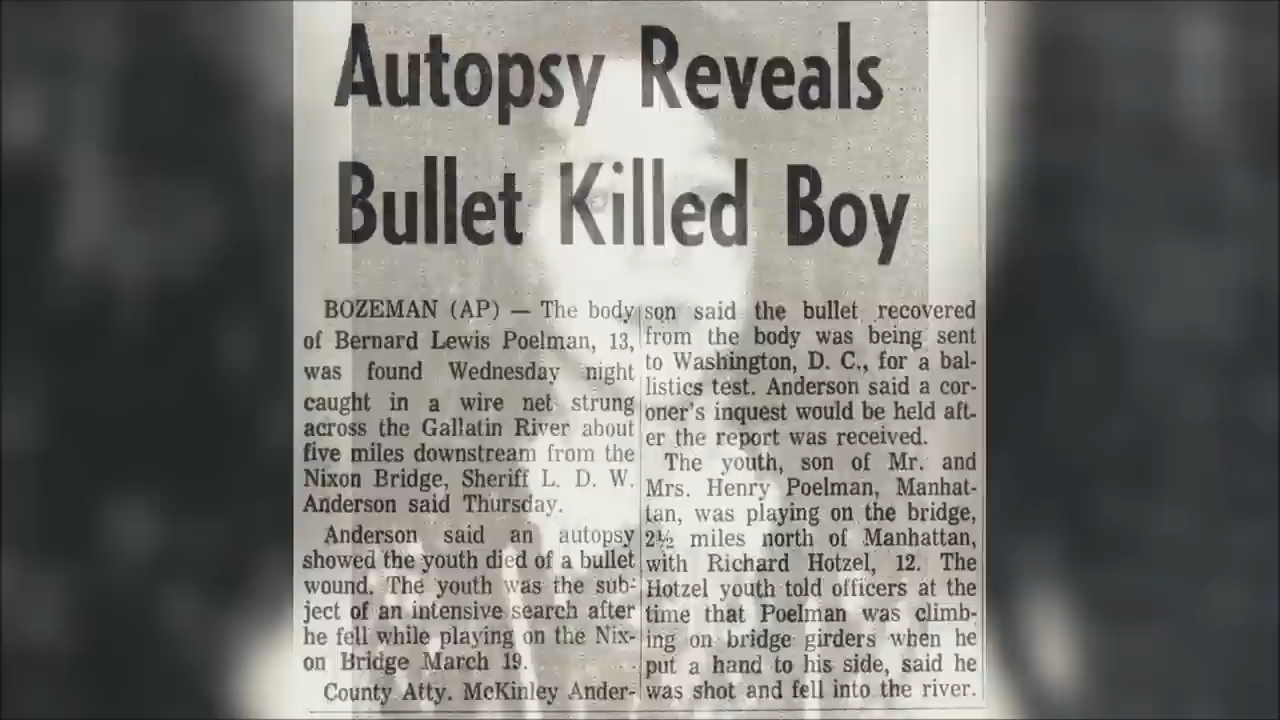 Autopsy Reveals
Bullet Killed Boy
BOZEMAN (AP) — The body
of Bernard Lewis Poelman, 13,
was found Wednesday night
caught in a wire net strung
across the Gallatin River about
five miles downstream from the
Nixon Bridge, Sheriff L. D. W.
Anderson said Thursday.
Anderson said an autopsy
showed the youth died of a bullet
wound. The youth was the sub-
ject of an intensive search after
he fell while playing on the Nix-
on Bridge March 19.
County Atty. McKinley Ander-
son said the bullet recovered
from the body was being sent
to Washington, D. C., for a bal-
listics test. Anderson said a cor-
oner's inquest would be held aft-
er the report was received.
The youth, son of Mr. and
Mrs. Henry Poelman, Manhat-
tan, was playing on the bridge,
2½ miles north of Manhattan,
with Richard Hotzel, 12. The
Hotzel youth told officers at the
time that Poelman was climb-
ing on bridge girders when he
put a hand to his side, said he
was shot and fell into the river.